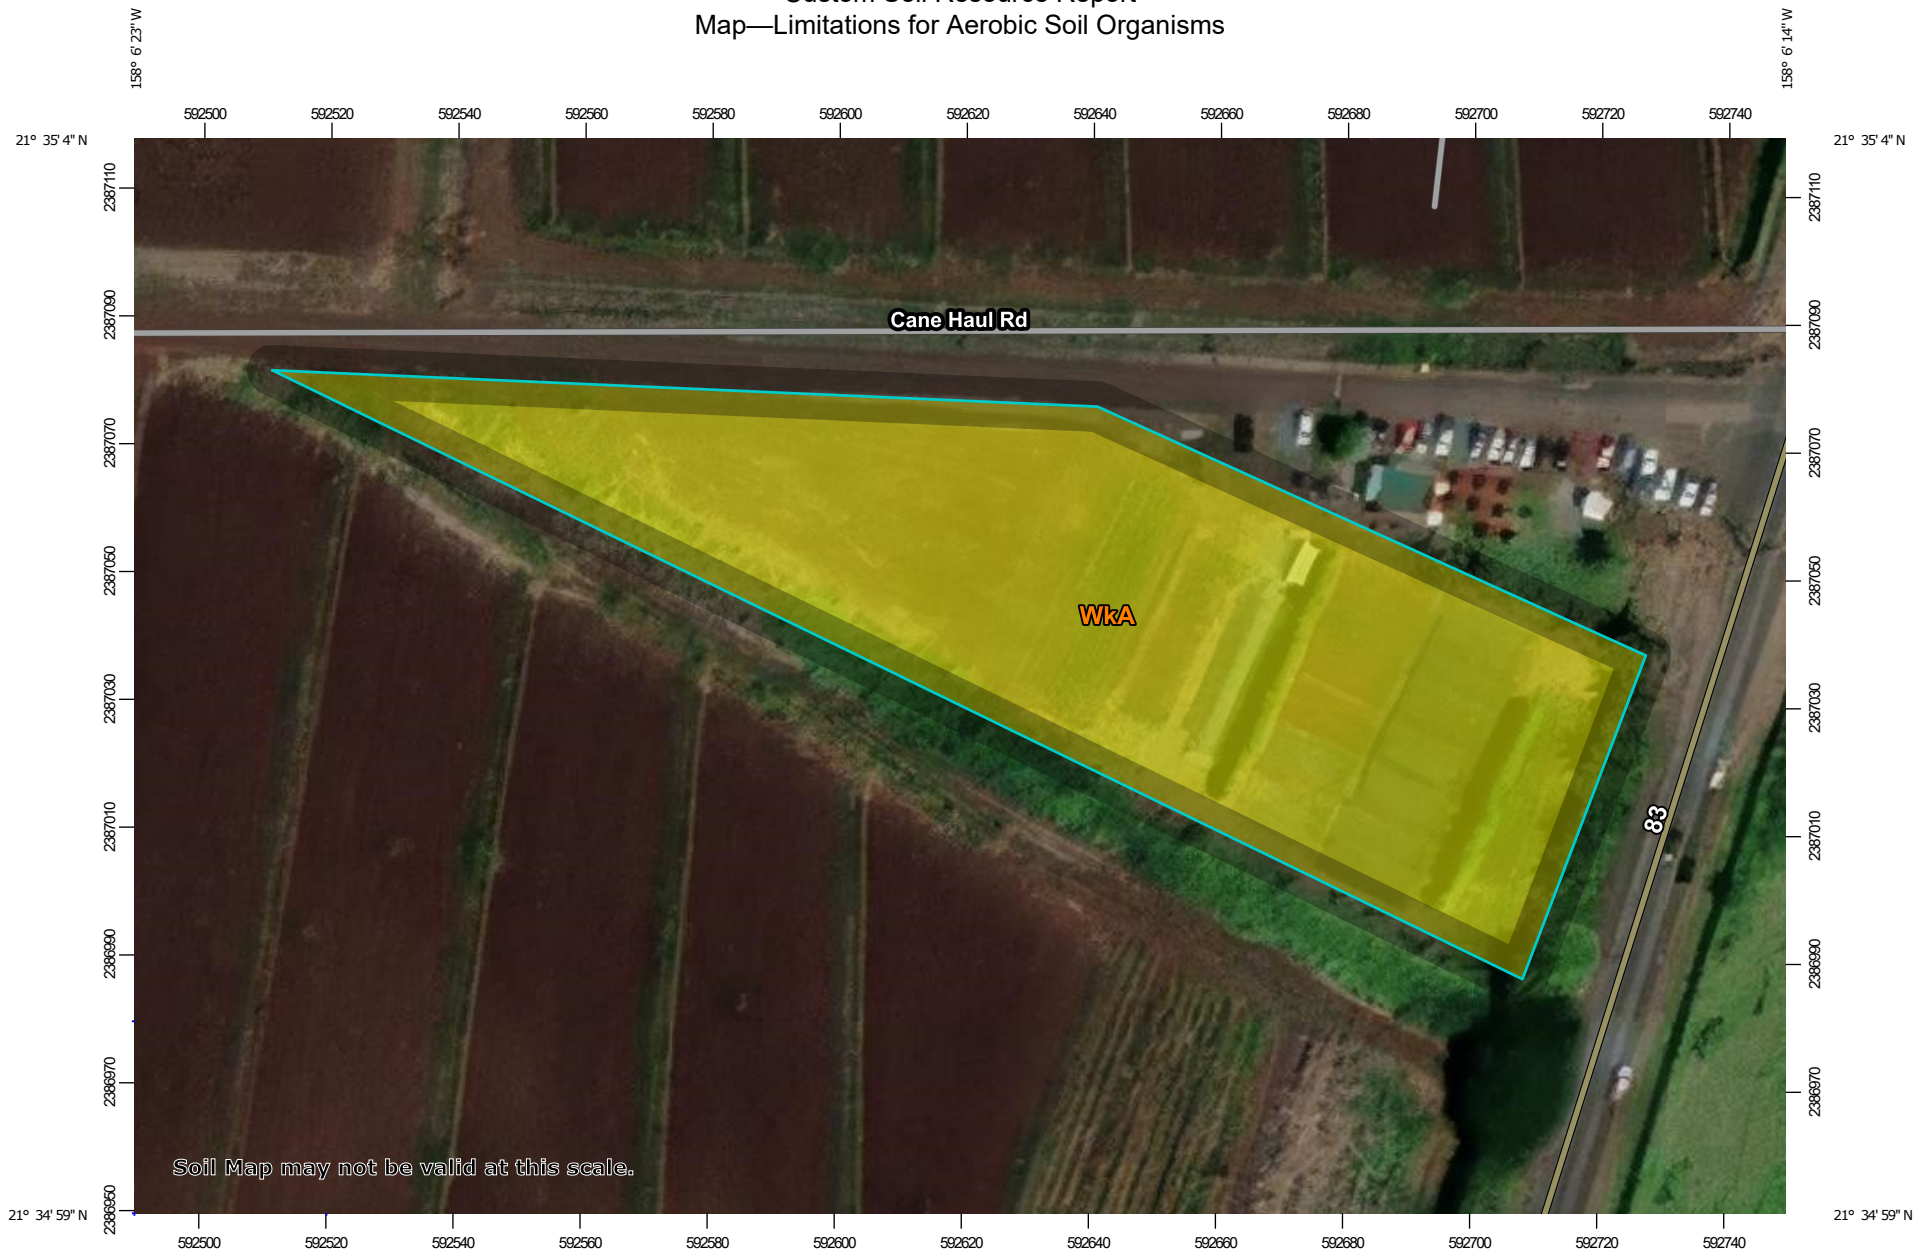 Custom Soil Resource Report
Map—Limitations for Aerobic Soil Organisms
158° 6' 23'' W
158° 6' 14'' W
592500 592520 592540 592560 592580 592600 592620 592640 592660 592680 592700 592720 592740
21° 35' 4'' N
21° 35' 4'' N
2387110
2387090
2387070
2387050
2387030
2387010
2386990
2386970
2386950
Cane Haul Rd
WkA
83
Soil Map may not be valid at this scale.
2387110
2387090
2387070
2387050
2387030
2387010
2386990
2386970
21° 34' 59'' N
21° 34' 59'' N
592500 592520 592540 592560 592580 592600 592620 592640 592660 592680 592700 592720 592740